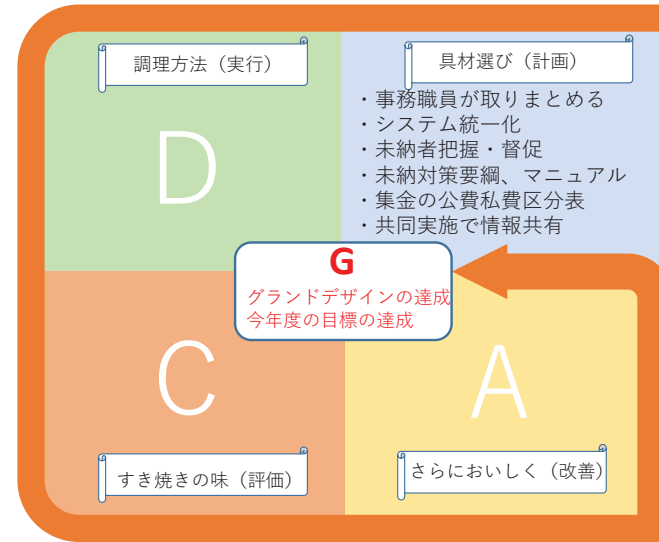 調理方法（実行）
D
具材選び（計画）
・事務職員が取りまとめる
・システム統一化
・未納者把握・督促
・未納対策要綱、マニュアル
・集金の公費私費区分表
・共同実施で情報共有
G
グランドデザインの達成
今年度の目標の達成
C
すき焼きの味（評価）
A
さらにおいしく（改善）